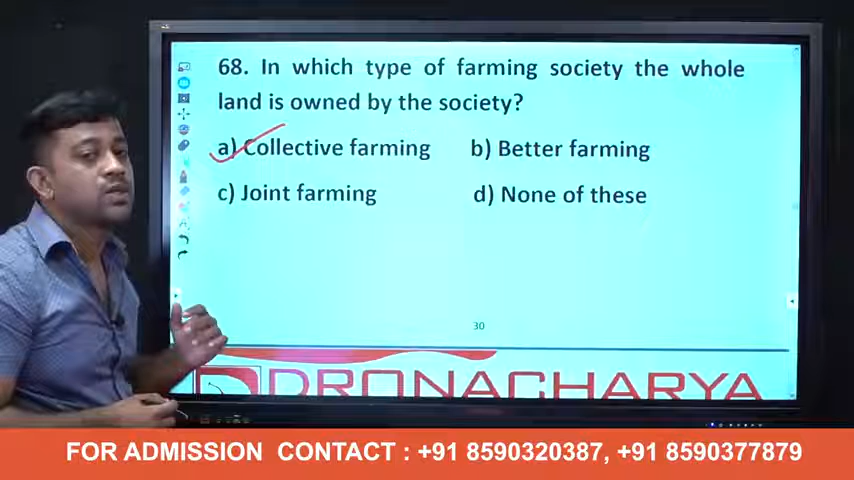 68. In which type of farming society the whole
land is owned by the society?
a) Collective farming b) Better farming
c) Joint farming d) None of these
30
DRONACHARYA
FOR ADMISSION CONTACT : +91 8590320387, +91 8590377879